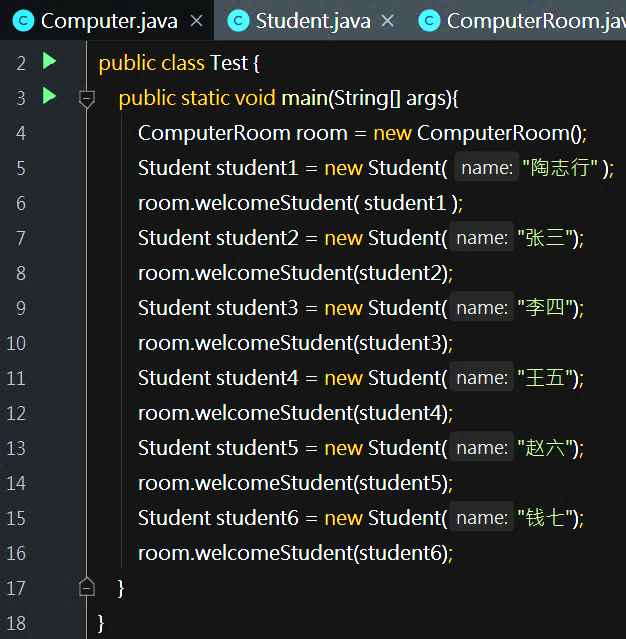 Computer.java × Student.java × ComputerRoom.jav
2 public class Test {
3 public static void main(String[] args){
4 ComputerRoom room = new ComputerRoom();
5 Student student1 = new Student( name: "陶志行" );
6 room.welcomeStudent( student1 );
7 Student student2 = new Student( name: "张三");
8 room.welcomeStudent(student2);
9 Student student3 = new Student( name: "李四");
10 room.welcomeStudent(student3);
11 Student student4 = new Student( name: "王五");
12 room.welcomeStudent(student4);
13 Student student5 = new Student( name: "赵六");
14 room.welcomeStudent(student5);
15 Student student6 = new Student( name: "钱七");
16 room.welcomeStudent(student6);
17 }
18 }